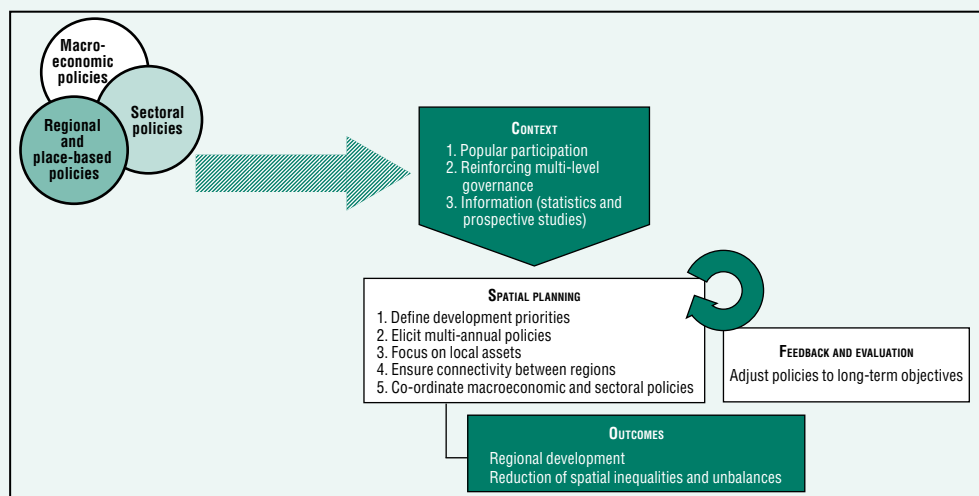 Macro-
economic
policies
Sectoral
policies
Regional
and
place-based
policies
CONTEXT
1. Popular participation
2. Reinforcing multi-level
governance
3. Information (statistics and
prospective studies)
SPATIAL PLANNING
1. Define development priorities
2. Elicit multi-annual policies
3. Focus on local assets
4. Ensure connectivity between regions
5. Co-ordinate macroeconomic and sectoral policies
FEEDBACK AND EVALUATION
Adjust policies to long-term objectives
OUTCOMES
Regional development
Reduction of spatial inequalities and unbalances